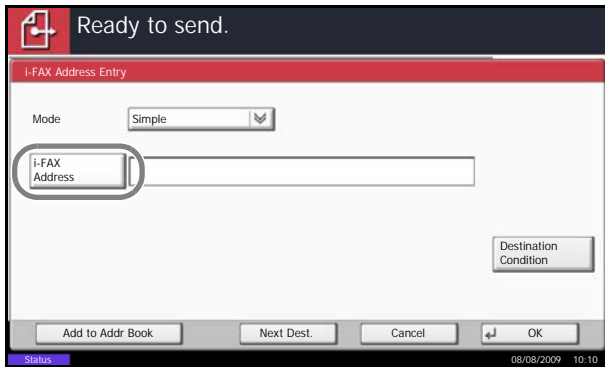 Ready to send.
i-FAX Address Entry
Mode
Simple
i-FAX
Address
Destination
Condition
Add to Addr Book
Next Dest.
Cancel
OK
Status
08/08/2009 10:10